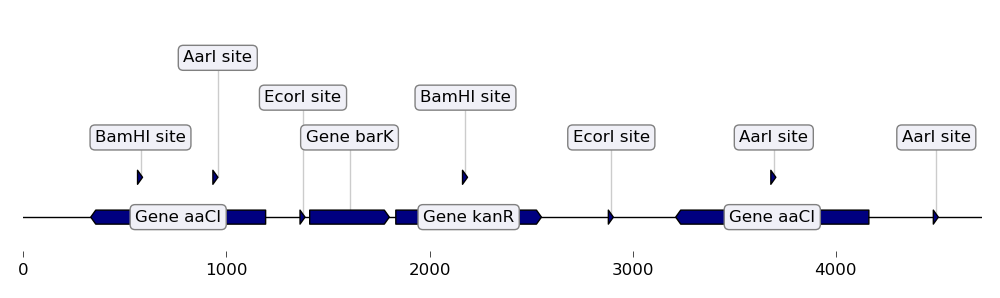 AarI site
EcorI site
BamHI site
BamHI site
Gene barK
EcorI site
AarI site
AarI site
Gene aaCI
Gene kanR
Gene aaCI
0
1000
2000
3000
4000